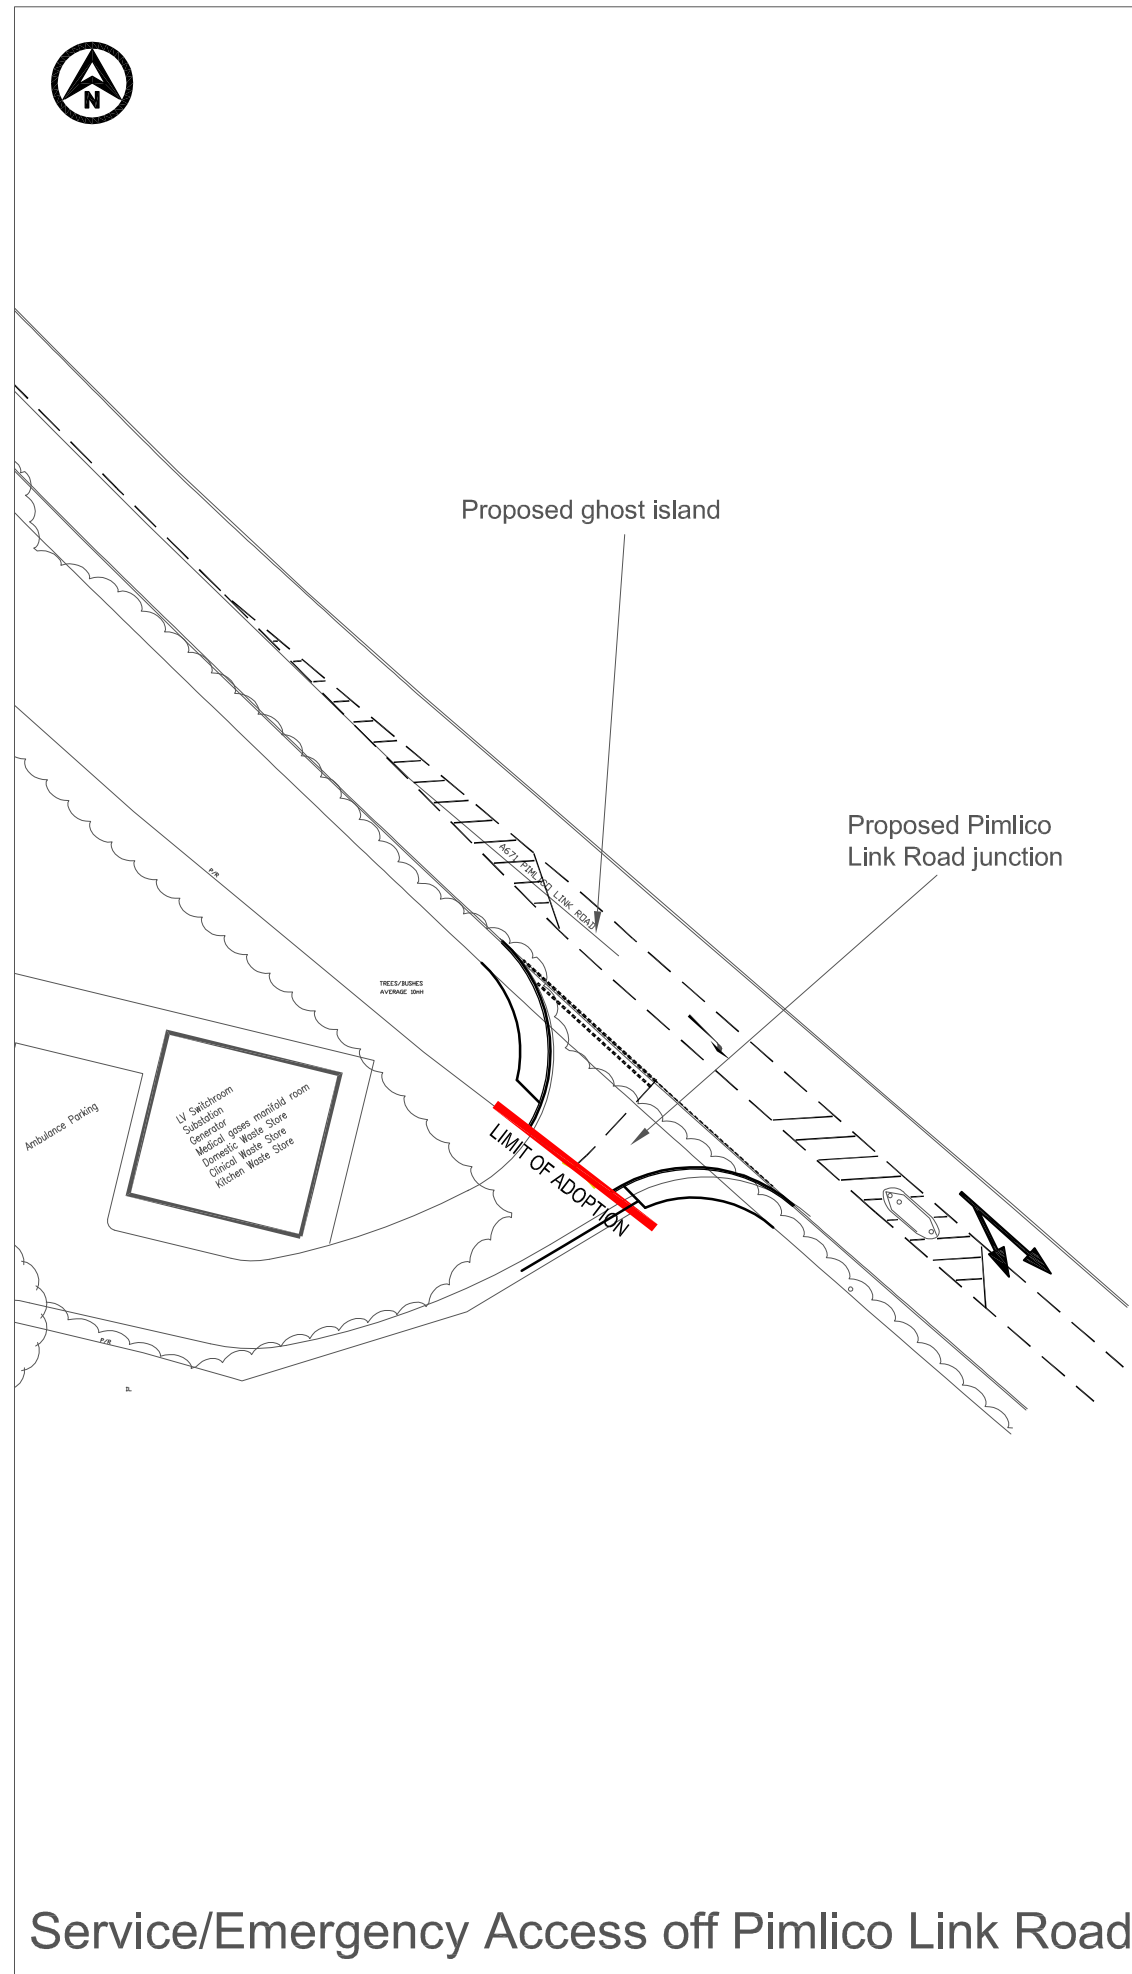 N
Proposed ghost island
Proposed Pimlico
Link Road junction
A671 PIMLICO LINK ROAD
P/R
TREES/BUSHES
AVERAGE 10mH
LV Switchroom
Substation
Generator
Medical gases manifold room
Domestic Waste Store
Clinical Waste Store
Kitchen Waste Store
Ambulance Parking
LIMIT OF ADOPTION
P/R
Service/Emergency Access off Pimlico Link Road